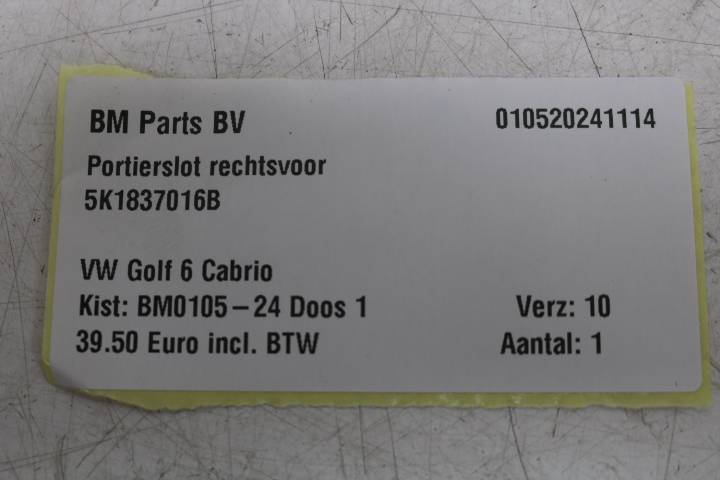 BM Parts BV 010520241114
Portierslot rechtsvoor
5K1837016B
VW Golf 6 Cabrio
Kist: BM0105-24 Doos 1 Verz: 10
39.50 Euro incl. BTW Aantal: 1